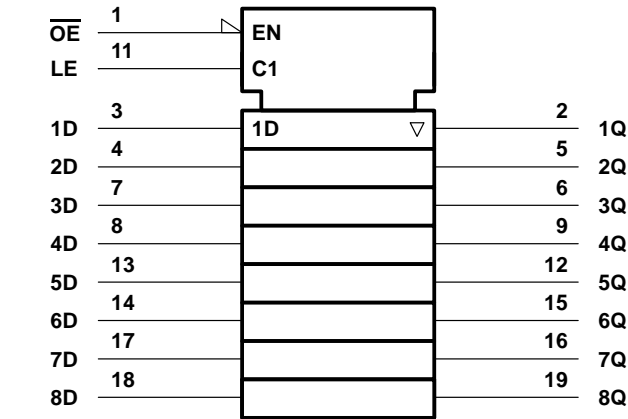 1
OE EN
11
LE C1
3 2
1D 1D ▽ 1Q
4 5
2D 2Q
7 6
3D 3Q
8 9
4D 4Q
13 12
5D 5Q
14 15
6D 6Q
17 16
7D 7Q
18 19
8D 8Q